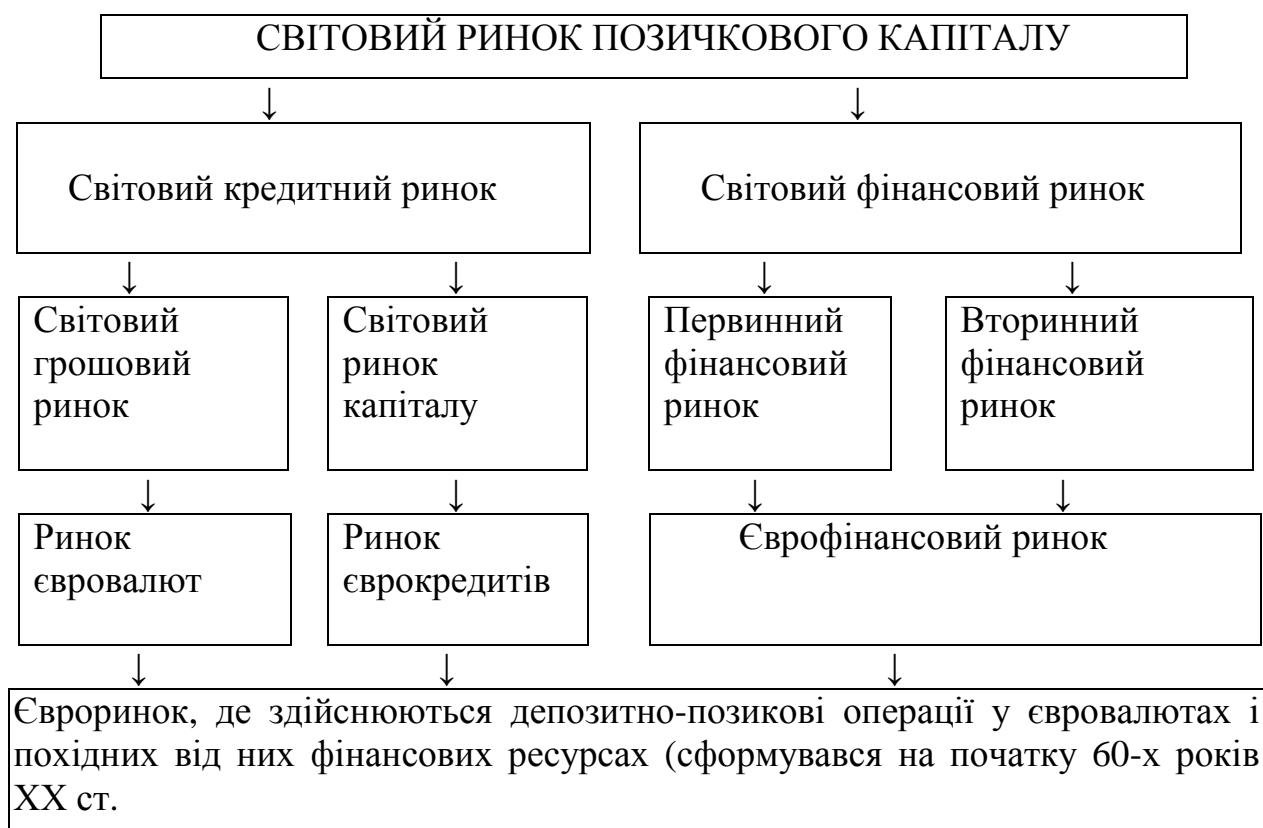 СВІТОВИЙ РИНОК ПОЗИЧКОВОГО КАПІТАЛУ
↓ ↓
Світовий кредитний ринок
Світовий фінансовий ринок
↓ ↓ ↓ ↓
Світовий
грошовий
ринок
Світовий
ринок
капіталу
Первинний
фінансовий
ринок
Вторинний
фінансовий
ринок
↓ ↓ ↓ ↓
Ринок
євровалют
Ринок
єврокредитів
Єврофінансовий ринок
↓ ↓ ↓
Євроринок, де здійснюються депозитно-позикові операції у євровалютах і
похідних від них фінансових ресурсах (сформувався на початку 60-х років
ХХ ст.